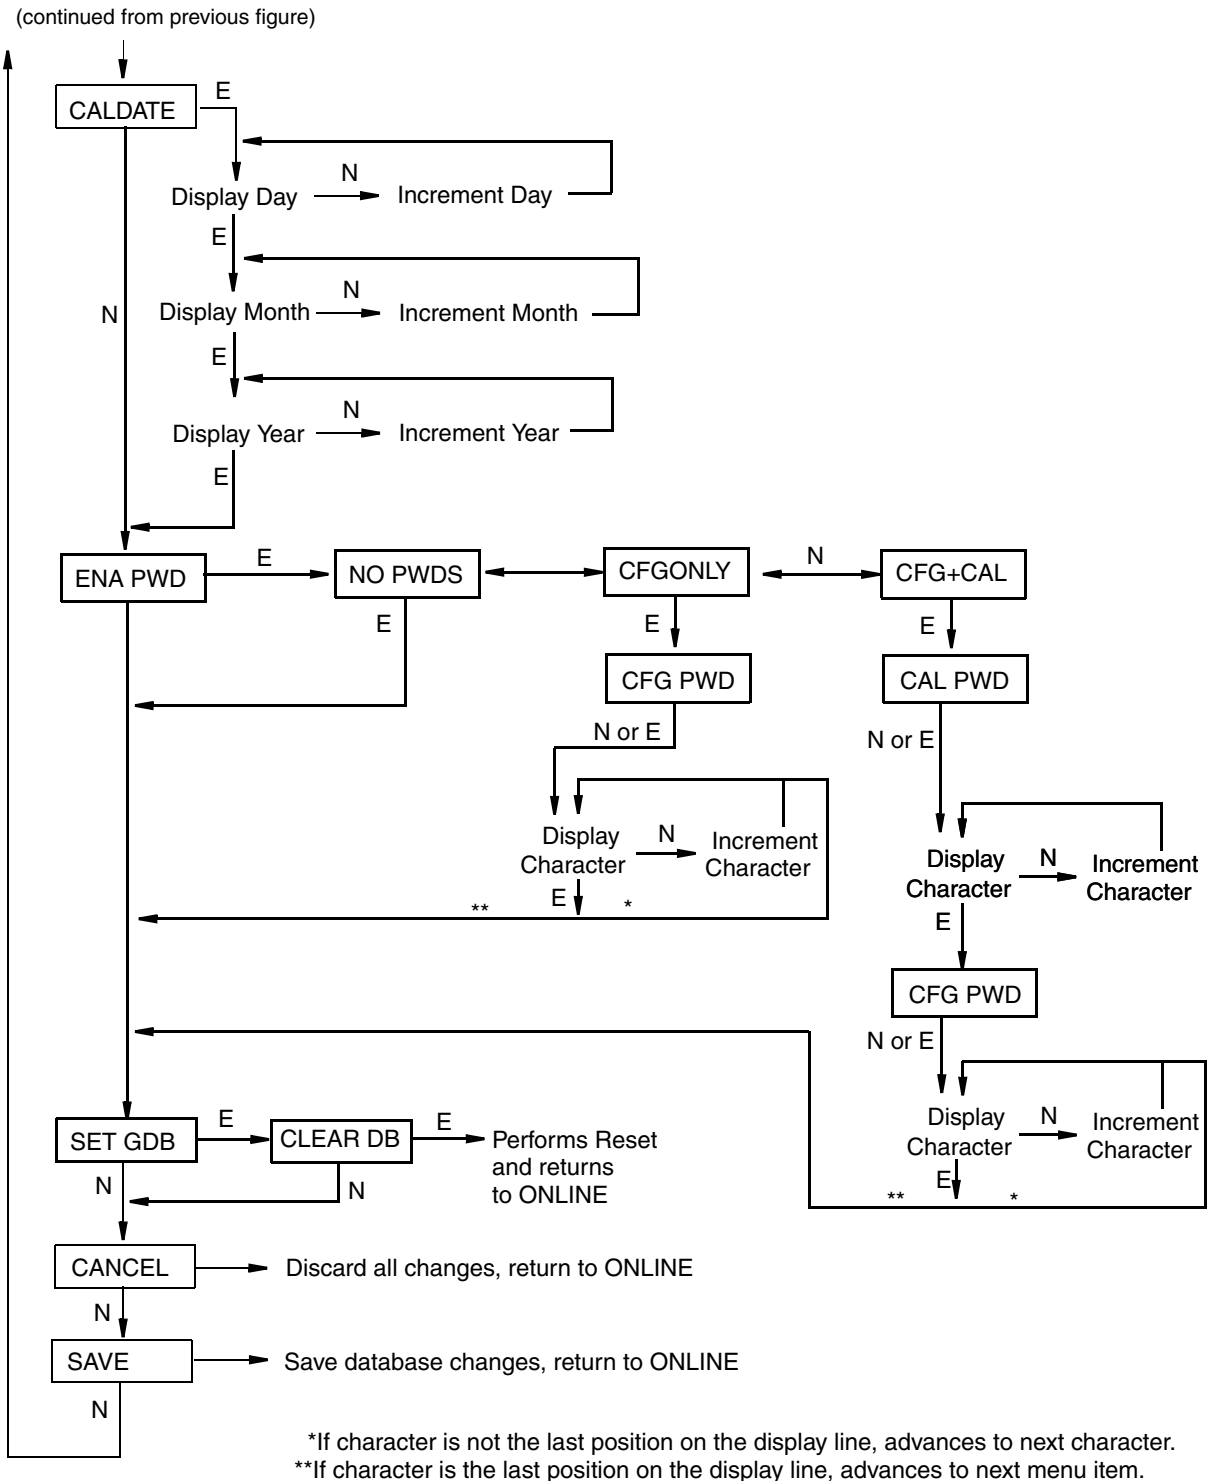 (continued from previous figure)
CALDATE
E
Display Day
N
Increment Day
E
N
Display Month
N
Increment Month
E
Display Year
N
Increment Year
E
ENA PWD
E
NO PWDS
CFGONLY
N
CFG+CAL
E
E
E
CFG PWD
CAL PWD
N or E
N or E
Display
Character
N
Increment
Character
E
**
*
Display
Character
N
Increment
Character
E
CFG PWD
N or E
Display
Character
N
Increment
Character
E
**
*
SET GDB
E
CLEAR DB
E
Performs Reset
and returns
to ONLINE
N
N
CANCEL
Discard all changes, return to ONLINE
N
SAVE
Save database changes, return to ONLINE
N
*If character is not the last position on the display line, advances to next character.
**If character is the last position on the display line, advances to next menu item.